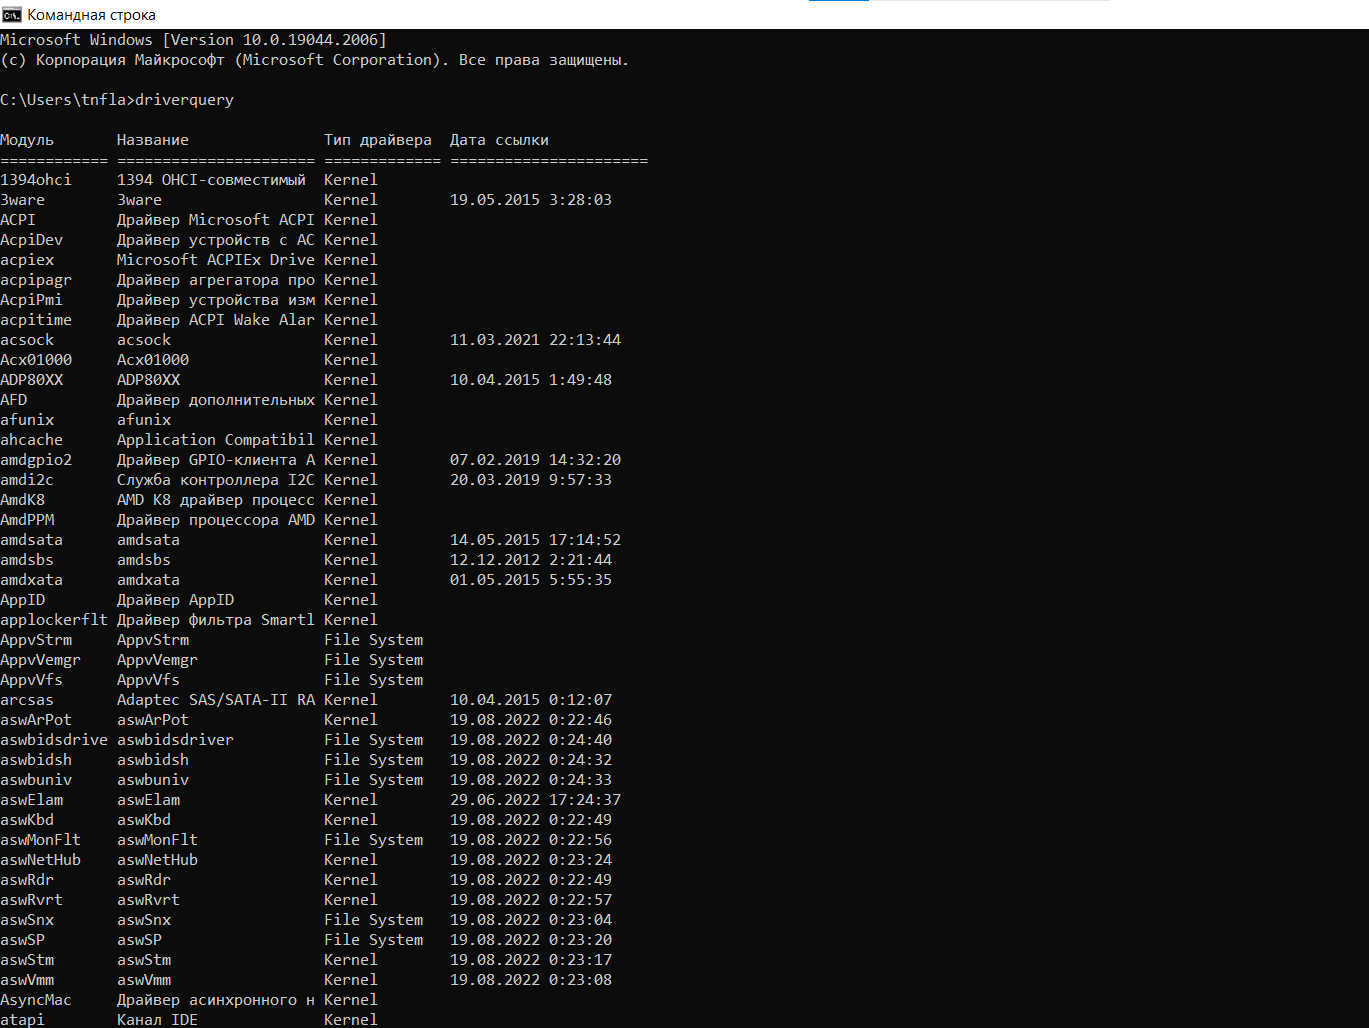 Командная строка
Microsoft Windows [Version 10.0.19044.2006]
(c) Корпорация Майкрософт (Microsoft Corporation). Все права защищены.
C:\Users\tnfla>driverquery
Модуль       Название               Тип драйвера  Дата ссылки
============ ====================== ============= ======================
1394ohci     1394 OHCI-совместимый  Kernel
3ware        3ware                  Kernel        19.05.2015 3:28:03
ACPI         Драйвер Microsoft ACPI Kernel
AcpiDev      Драйвер устройств с AC Kernel
acpiex       Microsoft ACPIEx Drive Kernel
acpipagr     Драйвер агрегатора про Kernel
AcpiPmi      Драйвер устройства изм Kernel
acpitime     Драйвер ACPI Wake Alar Kernel
acsock       acsock                 Kernel        11.03.2021 22:13:44
Acx01000     Acx01000               Kernel
ADP80XX      ADP80XX                Kernel        10.04.2015 1:49:48
AFD          Драйвер дополнительных Kernel
afunix       afunix                 Kernel
ahcache      Application Compatibil Kernel
amdgpio2     Драйвер GPIO-клиента A Kernel        07.02.2019 14:32:20
amdi2c       Служба контроллера I2C Kernel        20.03.2019 9:57:33
AmdK8        AMD K8 драйвер процесс Kernel
AmdPPM       Драйвер процессора AMD Kernel
amdsata      amdsata                Kernel        14.05.2015 17:14:52
amdsbs       amdsbs                 Kernel        12.12.2012 2:21:44
amdxata      amdxata                Kernel        01.05.2015 5:55:35
AppID        Драйвер AppID          Kernel
applockerflt Драйвер фильтра Smartl Kernel
AppvStrm     AppvStrm               File System
AppvVemgr    AppvVemgr              File System
AppvVfs      AppvVfs                File System
arcsas       Adaptec SAS/SATA-II RA Kernel        10.04.2015 0:12:07
aswArPot     aswArPot               Kernel        19.08.2022 0:22:46
aswbidsdrive aswbidsdriver          File System   19.08.2022 0:24:40
aswbidsh     aswbidsh               File System   19.08.2022 0:24:32
aswbuniv     aswbuniv               File System   19.08.2022 0:24:33
aswElam      aswElam                Kernel        29.06.2022 17:24:37
aswKbd       aswKbd                 Kernel        19.08.2022 0:22:49
aswMonFlt    aswMonFlt              File System   19.08.2022 0:22:56
aswNetHub    aswNetHub              Kernel        19.08.2022 0:23:24
aswRdr       aswRdr                 Kernel        19.08.2022 0:22:49
aswRvrt      aswRvrt                Kernel        19.08.2022 0:22:57
aswSnx       aswSnx                 File System   19.08.2022 0:23:04
aswSP        aswSP                  File System   19.08.2022 0:23:20
aswStm       aswStm                 Kernel        19.08.2022 0:23:17
aswVmm       aswVmm                 Kernel        19.08.2022 0:23:08
AsyncMac     Драйвер асинхронного н Kernel
atapi        Канал IDE              Kernel